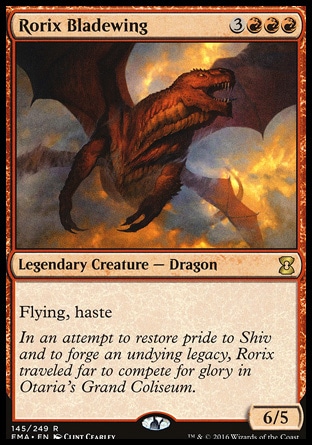 Rorix Bladewing 3
Legendary Creature — Dragon
Flying, haste
In an attempt to restore pride to Shiv
and to forge an undying legacy, Rorix
traveled far to compete for glory in
Otaria's Grand Coliseum.
6/5
145/249 R
EMA • EN CLINT CEARLEY
™ & © 2016 Wizards of the Coast